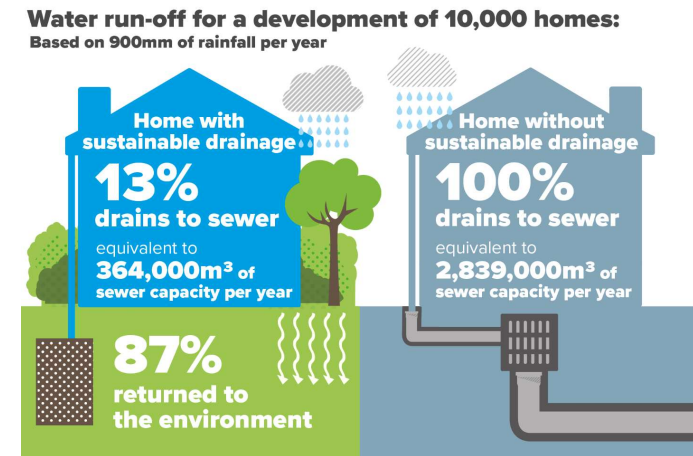 Water run-off for a development of 10,000 homes:
Based on 900mm of rainfall per year
Home with
sustainable drainage
13%
drains to sewer
equivalent to
364,000m³ of
sewer capacity per year
87%
returned to
the environment
Home without
sustainable drainage
100%
drains to sewer
equivalent to
2,839,000m³ of
sewer capacity per year